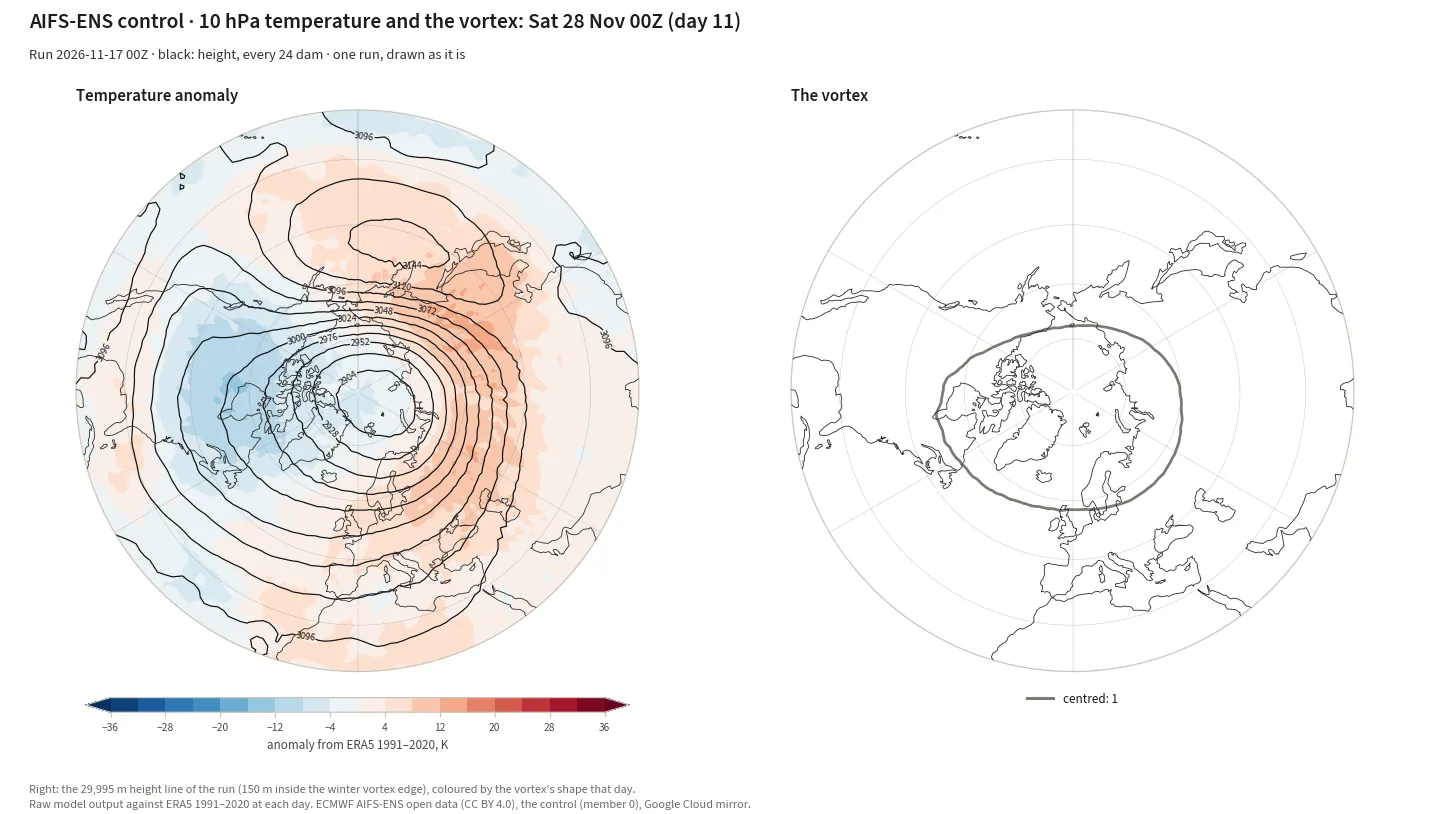 AIFS-ENS control · 10 hPa temperature and the vortex: Sat 28 Nov 00Z (day 11)
Run 2026-11-17 00Z · black: height, every 24 dam · one run, drawn as it is
Temperature anomaly
The vortex
3096
3144
3120
3096
3072
3048
3024
3000
2976
2952
3096
3096
2904
2928
3096
centred: 1
−36 −28 −20 −12 −4 4 12 20 28 36
anomaly from ERA5 1991–2020, K
Right: the 29,995 m height line of the run (150 m inside the winter vortex edge), coloured by the vortex's shape that day.
Raw model output against ERA5 1991–2020 at each day. ECMWF AIFS-ENS open data (CC BY 4.0), the control (member 0), Google Cloud mirror.